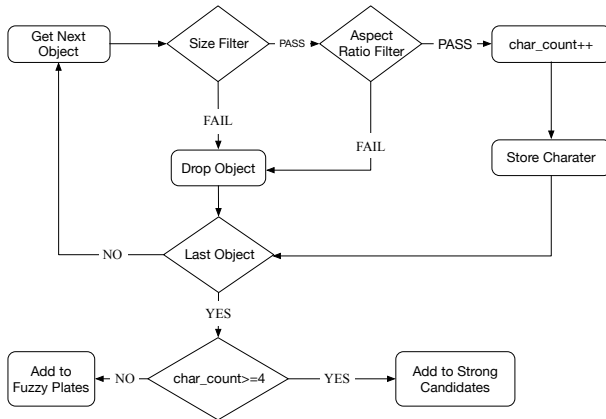 Get Next
Object
Size Filter
PASS
Aspect
Ratio Filter
PASS
char_count++
FAIL
FAIL
Drop Object
Store Charater
Last Object
NO
YES
Add to
Fuzzy Plates
NO
char_count>=4
YES
Add to Strong
Candidates